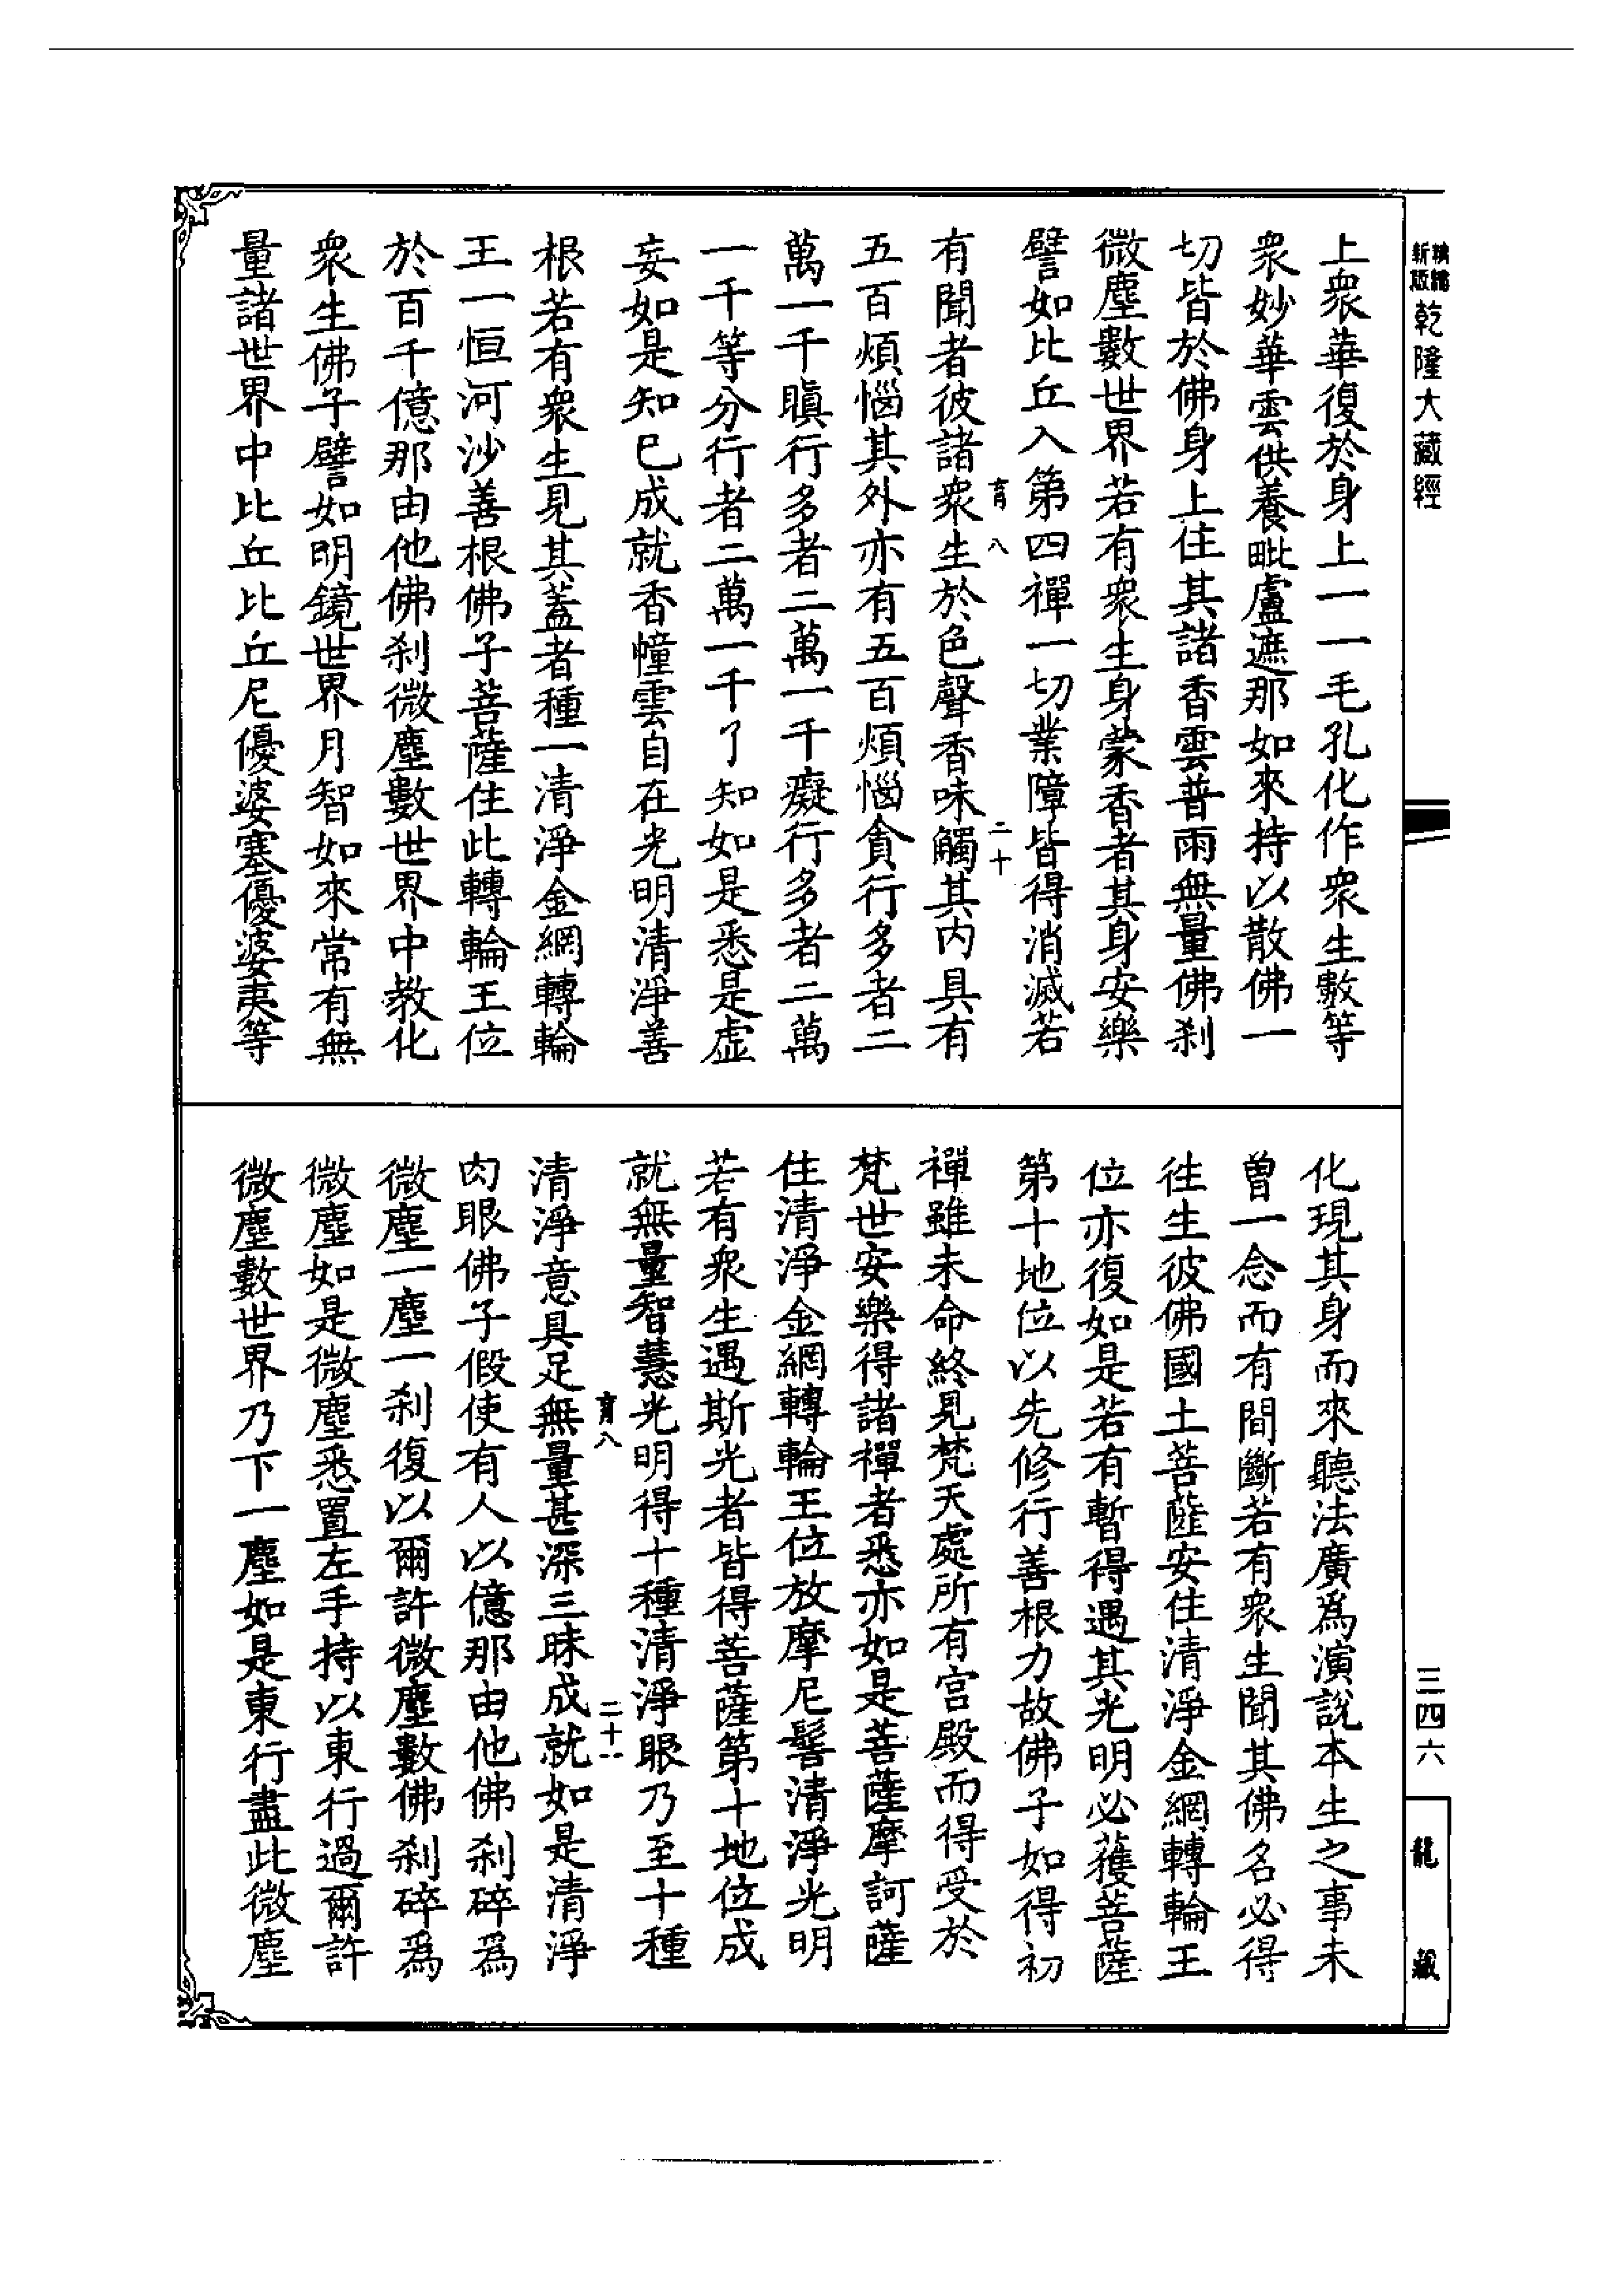 新版
精編
乾隆大藏經
上眾華復於身上一一毛孔化作眾生數等
眾妙華雲供養毗盧遮那如來持以散佛一
切皆於佛身上住其諸香雲普雨無量佛剎
微塵數世界若有眾生身蒙香者其身安樂
譬如比丘入第四禪一切業障皆得消滅若
育八
二十
有聞者彼諸眾生於色聲香味觸其內具有
五百煩惱其外亦有五百煩惱貪行多者二
萬一千瞋行多者二萬一千癡行多者二萬
一千等分行者二萬一千了知如是悉是虛
妄如是知已成就香幢雲自在光明清淨善
根若有眾生見其蓋者種一清淨金網轉輪
王一恒河沙善根佛子菩薩住此轉輪王位
於百千億那由他佛剎微塵數世界中教化
眾生佛子譬如明鏡世界月智如來常有無
量諸世界中比丘比丘尼優婆塞優婆夷等
化現其身而來聽法廣為演說本生之事未
曾一念而有間斷若有眾生聞其佛名必得
往生彼佛國土菩薩安住清淨金網轉輪王
位亦復如是若有暫得遇其光明必獲菩薩
第十地位以先修行善根力故佛子如得初
禪雖未命終見梵天處所有宮殿而得受於
梵世安樂得諸禪者悉亦如是菩薩摩訶薩
住清淨金網轉輪王位放摩尼髻清淨光明
若有眾生遇斯光者皆得菩薩第十地位成
就無量智慧光明得十種清淨眼乃至十種
育八
二十一
清淨意具足無量甚深三昧成就如是清淨
肉眼佛子假使有人以億那由他佛剎碎為
微塵一塵一剎復以爾許微塵數佛剎碎為
微塵如是微塵悉置左手持以東行過爾許
微塵數世界乃下一塵如是東行盡此微塵
三四六
龍藏